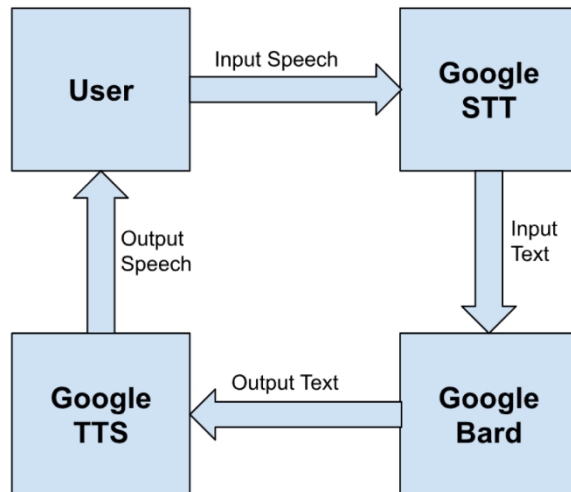 User
Input Speech
Google
STT
Input
Text
Google
Bard
Output Text
Google
TTS
Output
Speech